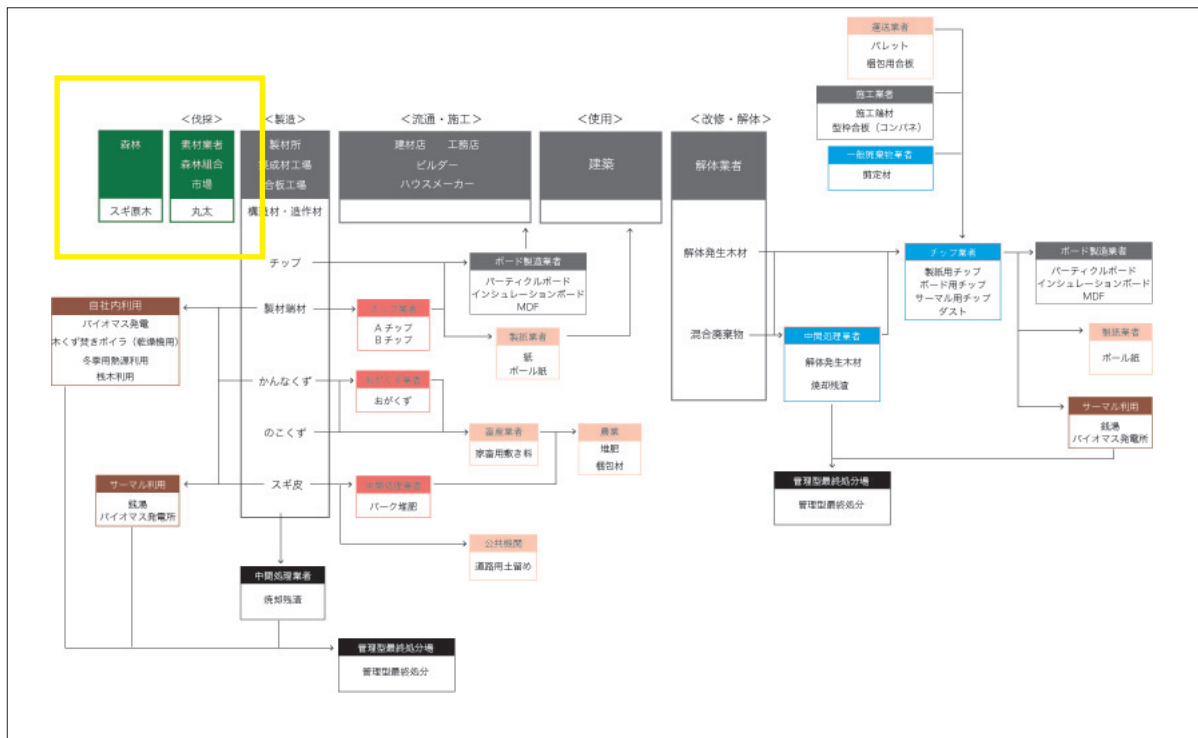 運送業者
パレット
梱包用合板
施工業者
施工端材
型枠合板（コンパネ）
一般廃棄物業者
剪定材
＜伐採＞
＜製造＞
＜流通・施工＞
＜使用＞
＜改修・解体＞
森林
スギ原木
素材業者
森林組合
市場
丸太
製材所
集成材工場
合板工場
構造材・造作材
建材店 工務店
ビルダー
ハウスメーカー
建築
解体業者
チップ
製材端材
かんなくず
のこくず
スギ皮
自社内利用
バイオマス発電
木くず焚きボイラ（乾燥機用）
冬季用熱源利用
桟木利用
サーマル利用
銭湯
バイオマス発電所
チップ業者
A チップ
B チップ
おがくず業者
おがくず
中間処理業者
バーク堆肥
ボード製造業者
パーティクルボード
インシュレーションボード
MDF
製紙業者
紙
ボール紙
畜産業者
家畜用敷き料
農業
堆肥
梱包材
公共機関
道路用土留め
中間処理業者
焼却残渣
管理型最終処分場
管理型最終処分
解体発生木材
混合廃棄物
中間処理業者
解体発生木材
焼却残渣
チップ業者
製紙用チップ
ボード用チップ
サーマル用チップ
ダスト
ボード製造業者
パーティクルボード
インシュレーションボード
MDF
製紙業者
ボール紙
サーマル利用
銭湯
バイオマス発電所
管理型最終処分場
管理型最終処分